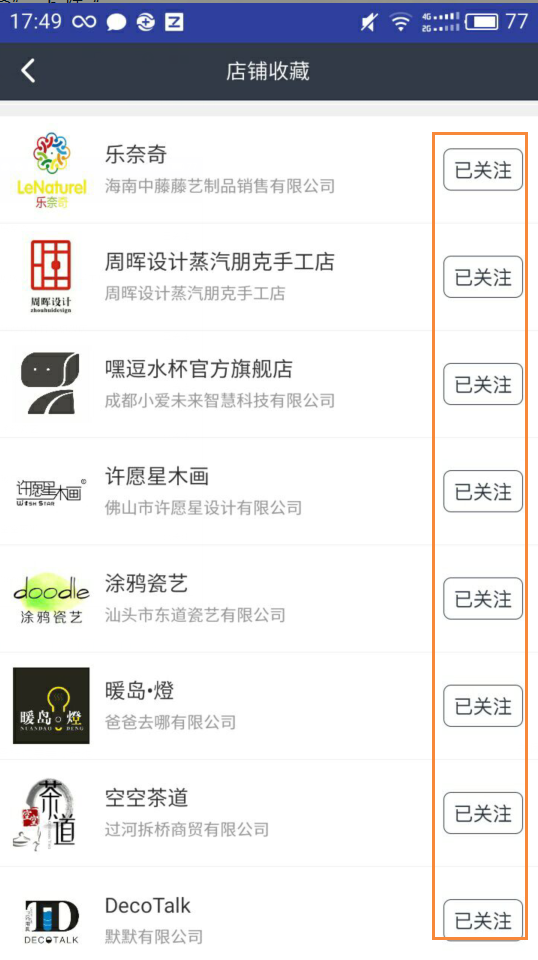 17:49
4G
2G
77
店铺收藏
LeNaturel
乐奈奇
乐奈奇
海南中藤藤艺制品销售有限公司
已关注
周晖设计
zhouhuidesign
周晖设计蒸汽朋克手工店
周晖设计蒸汽朋克手工店
已关注
嘿逗水杯官方旗舰店
成都小爱未来智慧科技有限公司
已关注
许愿星木画
WISH STAR
许愿星木画
佛山市许愿星设计有限公司
已关注
doodle
涂鸦瓷艺
涂鸦瓷艺
汕头市东道瓷艺有限公司
已关注
暖岛燈
NUANDAO DENG
暖岛·燈
爸爸去哪有限公司
已关注
茶道
空空
空空茶道
过河拆桥商贸有限公司
已关注
TD
DECOTALK
DecoTalk
默默有限公司
已关注